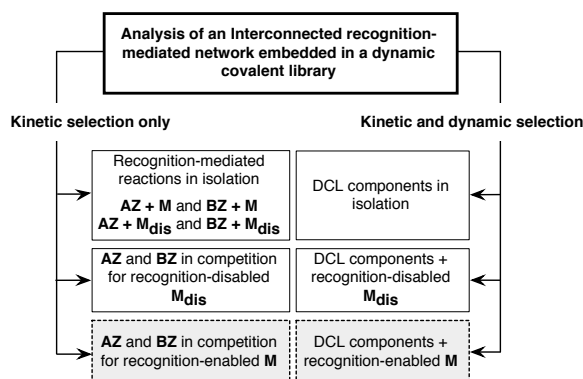 Analysis of an Interconnected recognition-
mediated network embedded in a dynamic
covalent library
Kinetic selection only
Kinetic and dynamic selection
Recognition-mediated
reactions in isolation
AZ + M and BZ + M
AZ + Mdis and BZ + Mdis
DCL components in
isolation
AZ and BZ in competition
for recognition-disabled
Mdis
DCL components +
recognition-disabled
Mdis
AZ and BZ in competition
for recognition-enabled M
DCL components +
recognition-enabled M